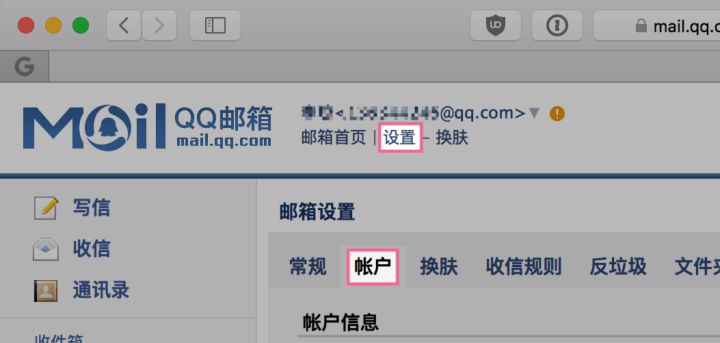 mail.qq.c
G
Mail QQ邮箱
mail.qq.com
@qq.com>
邮箱首页 | 设置 - 换肤
写信
收信
通讯录
收件箱
邮箱设置
常规 帐户 换肤 收信规则 反垃圾 文件夹
帐户信息